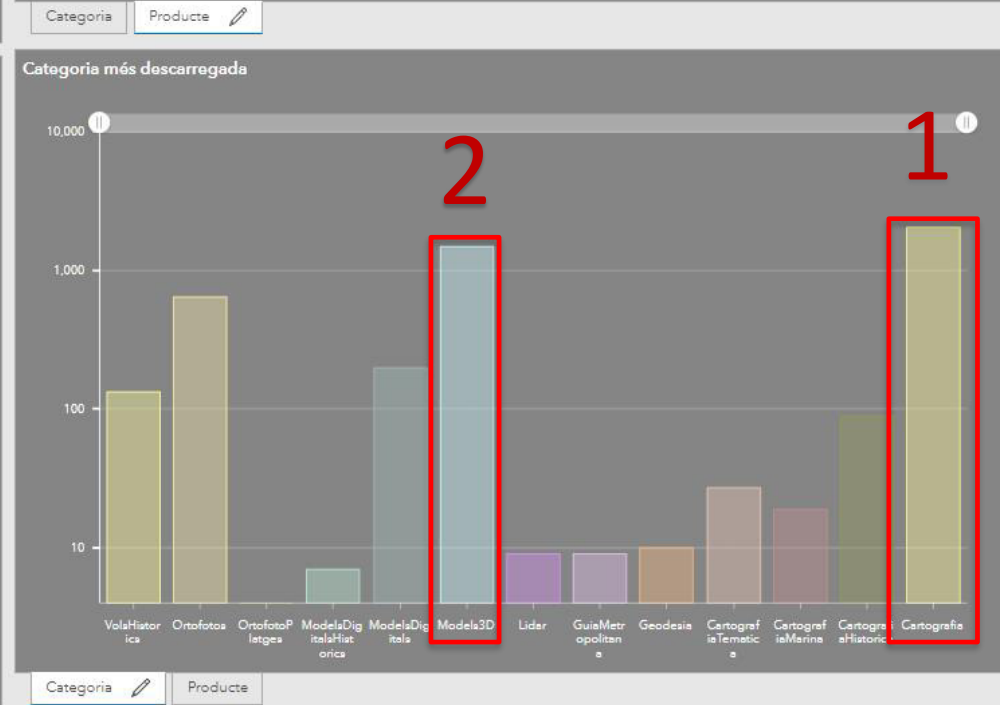 Categoria
Producte
Categoria més descarregada
10,000
1,000
100
10
2
1
VolsHistor
ics
Ortofotos
OrtofotoP
latges
ModelsDig
italsHist
orics
ModelsDig
itals
Models3D
Lidar
GuiaMetr
opolitan
a
Geodesia
Cartograf
iaTematic
a
Cartograf
iaMarina
Cartografi
aHistoric
Cartografia
Categoria
Producte